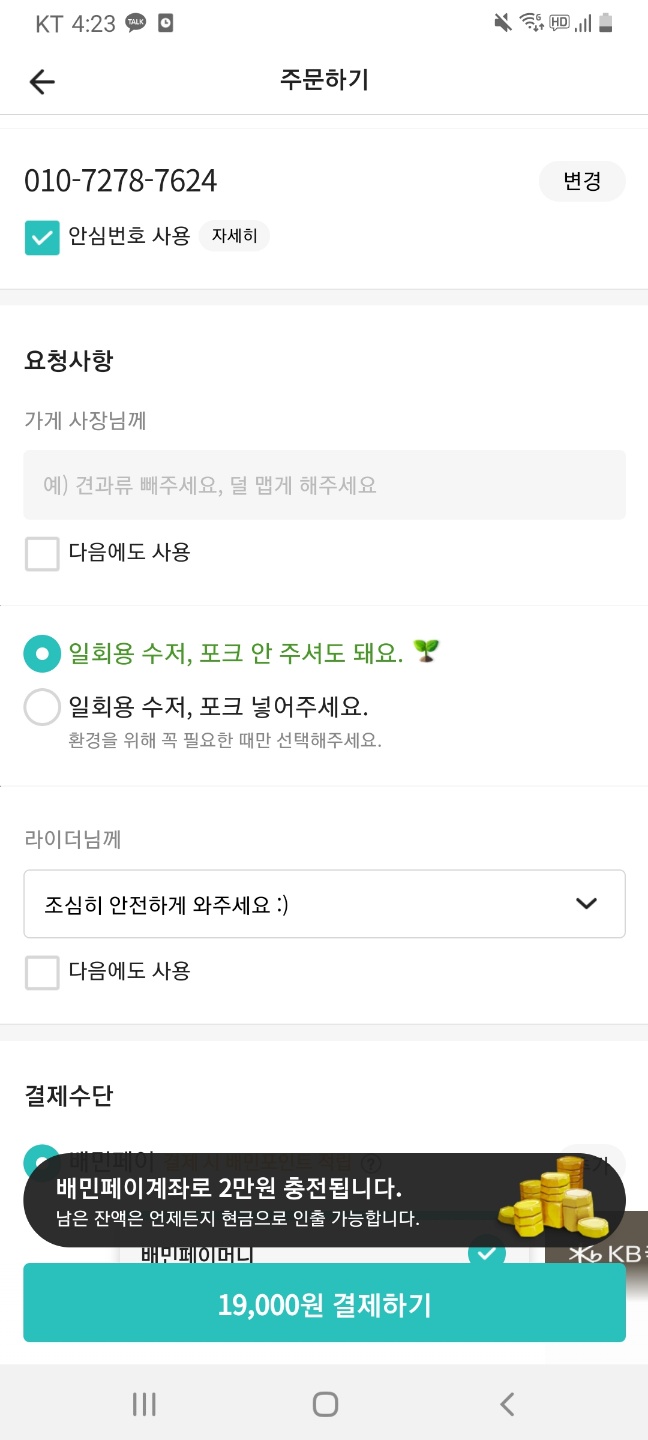 KT 4:23 TALK
6 HD
주문하기
010-7278-7624
변경
안심번호 사용 자세히
요청사항
가게 사장님께
예) 견과류 빼주세요, 덜 맵게 해주세요
다음에도 사용
일회용 수저, 포크 안 주셔도 돼요.
일회용 수저, 포크 넣어주세요.
환경을 위해 꼭 필요한 때만 선택해주세요.
라이더님께
조심히 안전하게 와주세요 :)
다음에도 사용
결제수단
배민페이
배민페이계좌로 2만원 충전됩니다.
남은 잔액은 언제든지 현금으로 인출 가능합니다.
배민페이머니
KB
19,000원 결제하기